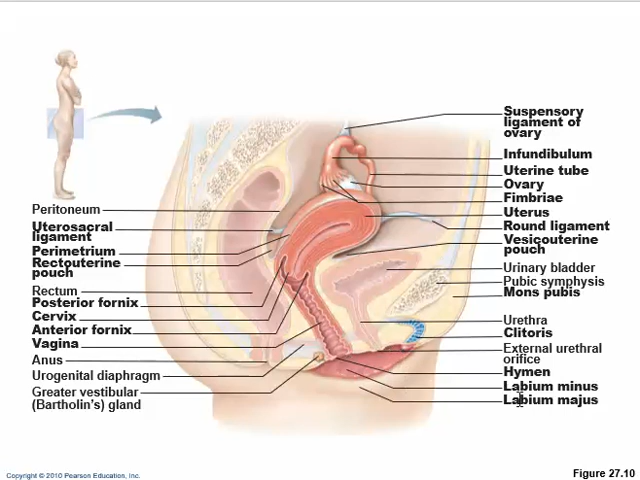 Suspensory
ligament of
ovary
Infundibulum
Uterine tube
Ovary
Fimbriae
Uterus
Round ligament
Vesicouterine
pouch
Urinary bladder
Pubic symphysis
Mons pubis
Urethra
Clitoris
External urethral
orifice
Hymen
Labium minus
Labium majus
Peritoneum
Uterosacral
ligament
Perimetrium
Rectouterine
pouch
Rectum
Posterior fornix
Cervix
Anterior fornix
Vagina
Anus
Urogenital diaphragm
Greater vestibular
(Bartholin's) gland
Copyright © 2010 Pearson Education, Inc.
Figure 27.10